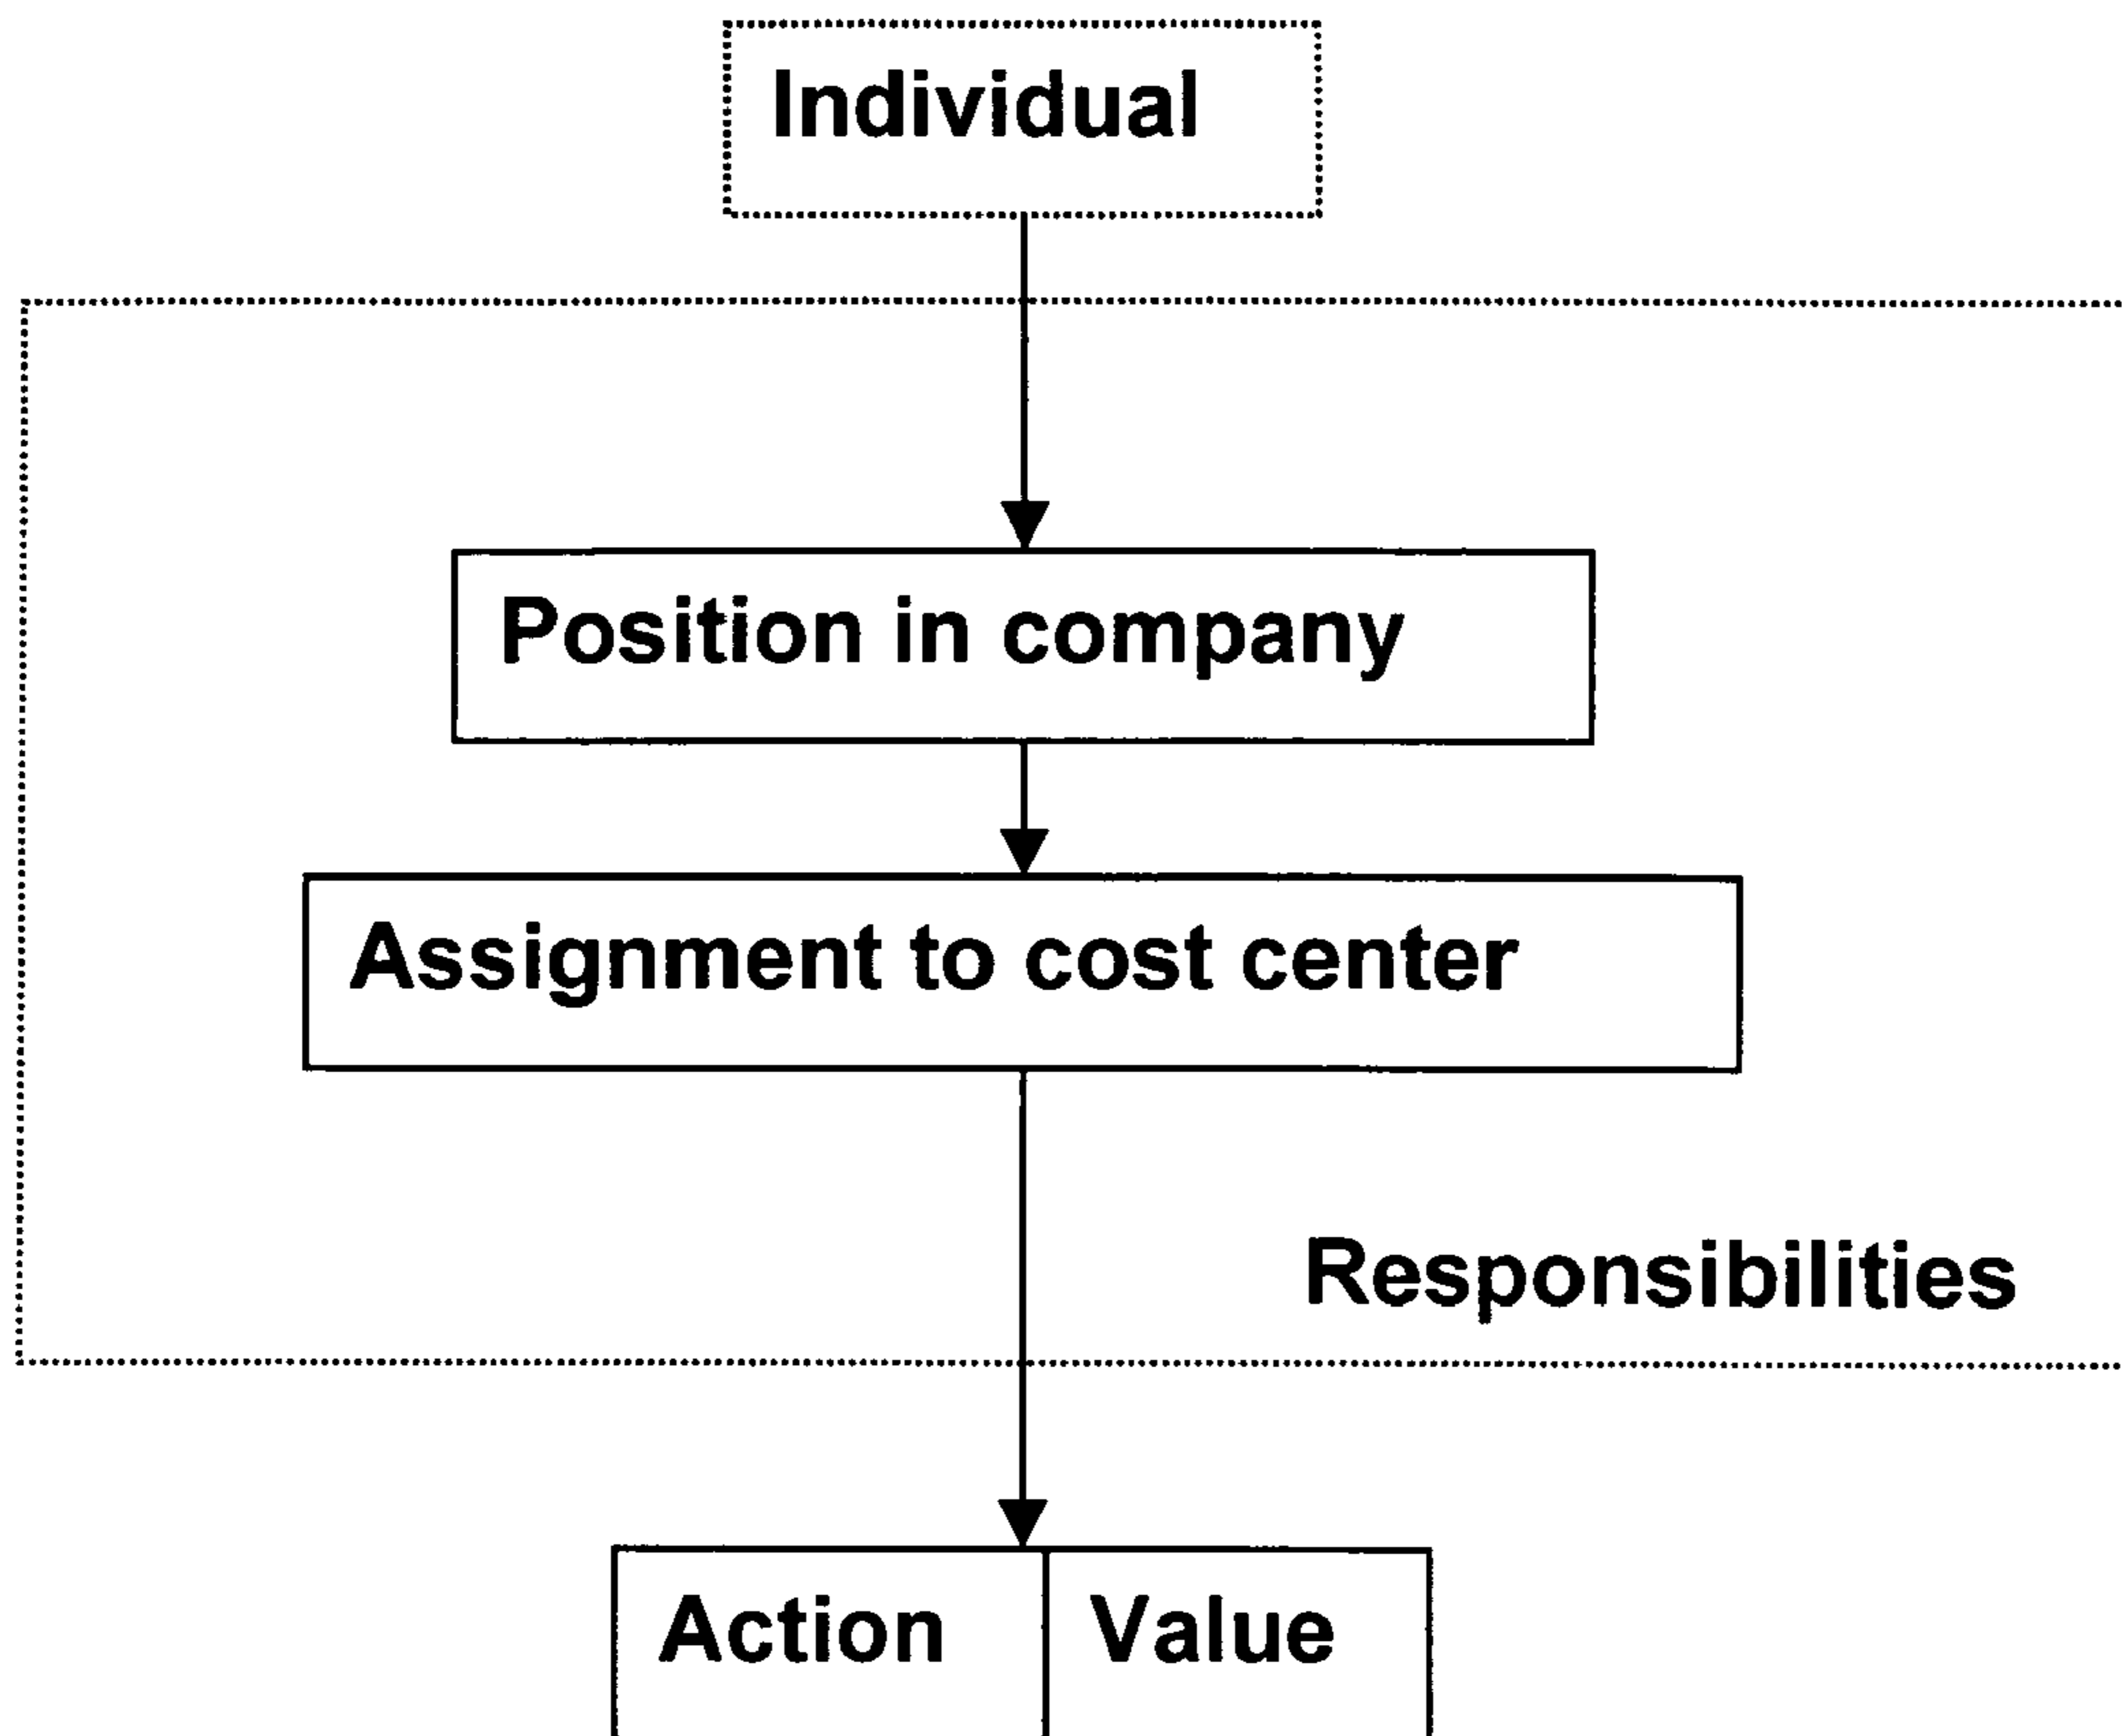 Individual
Position in company
Assignment to cost center
Responsibilities
Action Value